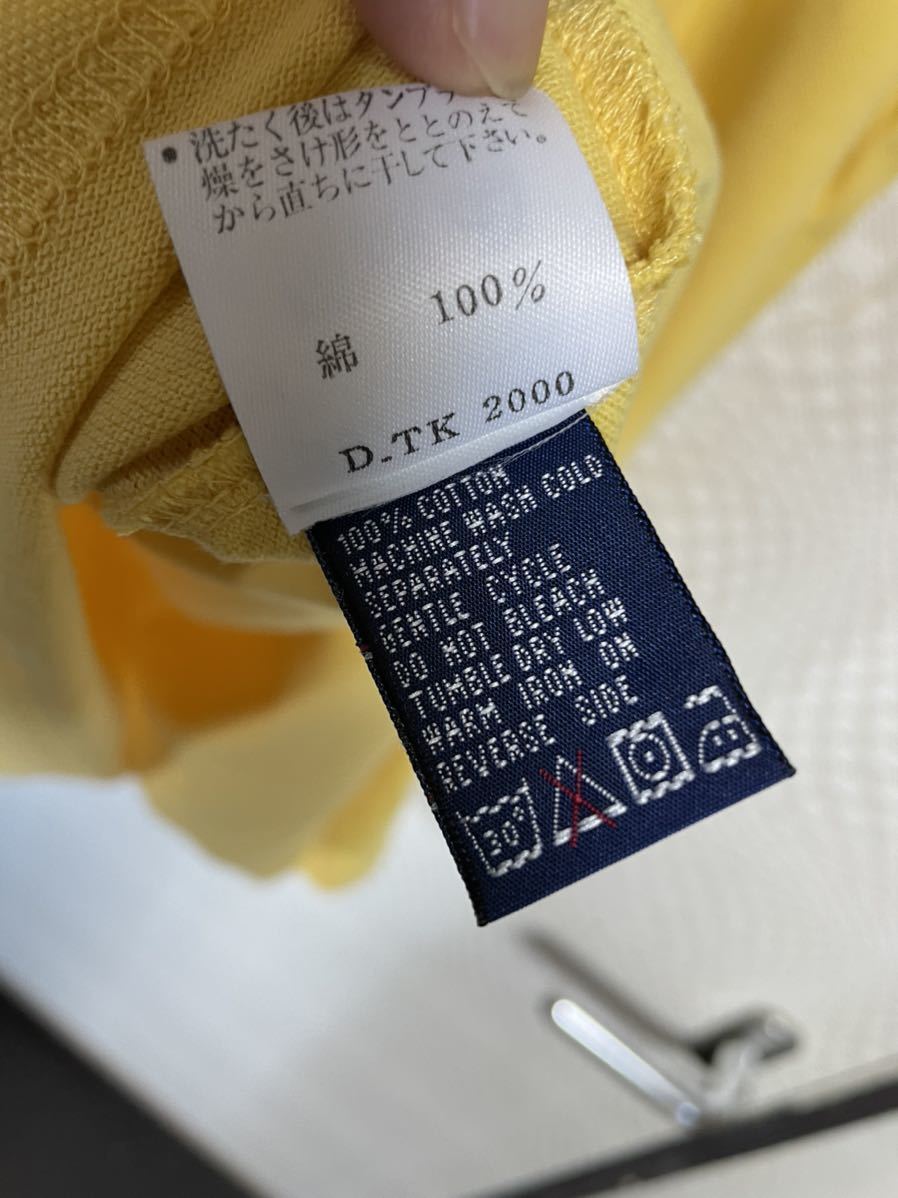 ・洗たく後はタンブラ
燥をさけ形をととのえて
から直ちに干して下さい。
綿 100%
D-TK 2000
100% COTTON
MACHINE WASH COLD
SEPARATELY
GENTLE CYCLE
DO NOT BLEACH
TUMBLE DRY LOW
WARM IRON ON
REVERSE SIDE
30°